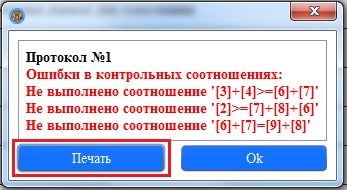 Протокол №1
Ошибки в контрольных соотношениях:
Не выполнено соотношение '[3]+[4]>=[6]+[7]'
Не выполнено соотношение '[2]>=[7]+[8]+[6]'
Не выполнено соотношение '[6]+[7]=[9]+[8]'
Печать Ok